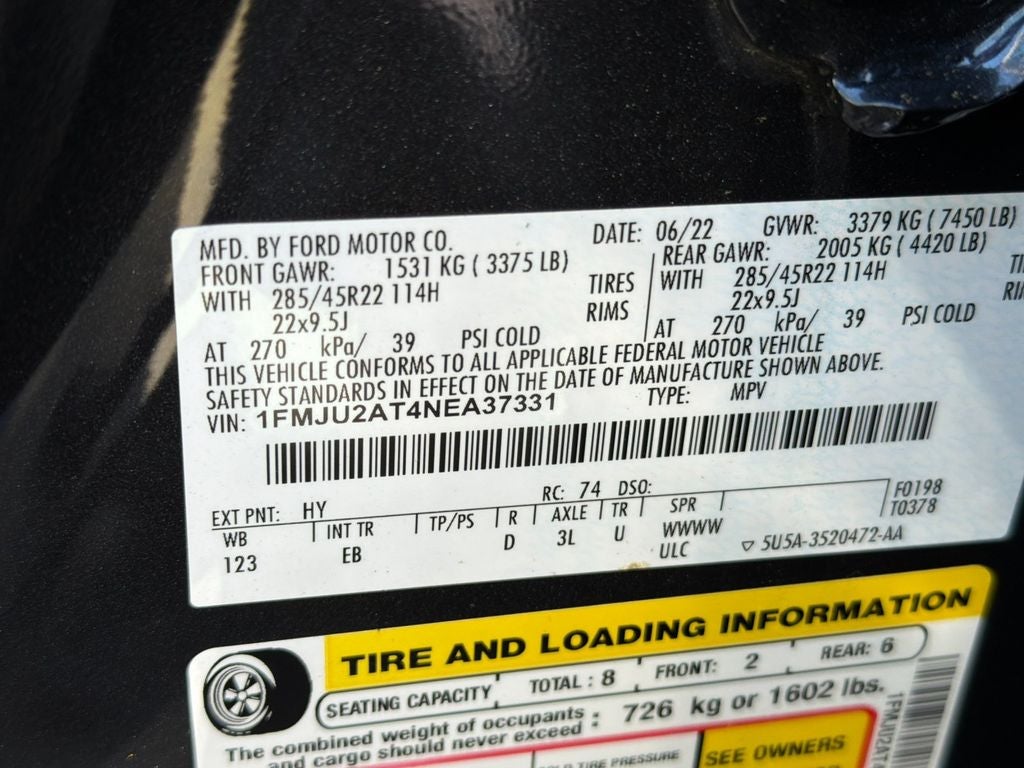 MFD. BY FORD MOTOR CO. DATE: 06/22 GVWR: 3379 KG ( 7450 LB)
FRONT GAWR: 1531 KG ( 3375 LB) REAR GAWR: 2005 KG ( 4420 LB)
WITH 285/45R22 114H TIRES WITH 285/45R22 114H
22x9.5J RIMS 22x9.5J
AT 270 kPa/ 39 PSI COLD AT 270 kPa/ 39 PSI COLD
THIS VEHICLE CONFORMS TO ALL APPLICABLE FEDERAL MOTOR VEHICLE
SAFETY STANDARDS IN EFFECT ON THE DATE OF MANUFACTURE SHOWN ABOVE.
VIN: 1FMJU2AT4NEA37331 TYPE: MPV
EXT PNT: HY RC: 74 DSO: F0198
WB INT TR TP/PS R AXLE TR SPR T0378
123 EB D 3L U WWWW
ULC 5U5A-3520472-AA
TIRE AND LOADING INFORMATION
SEATING CAPACITY TOTAL : 8 FRONT: 2 REAR: 6
The combined weight of occupants
and cargo should never exceed : 726 kg or 1602 lbs.
TIRE PRESSURE SEE OWNERS